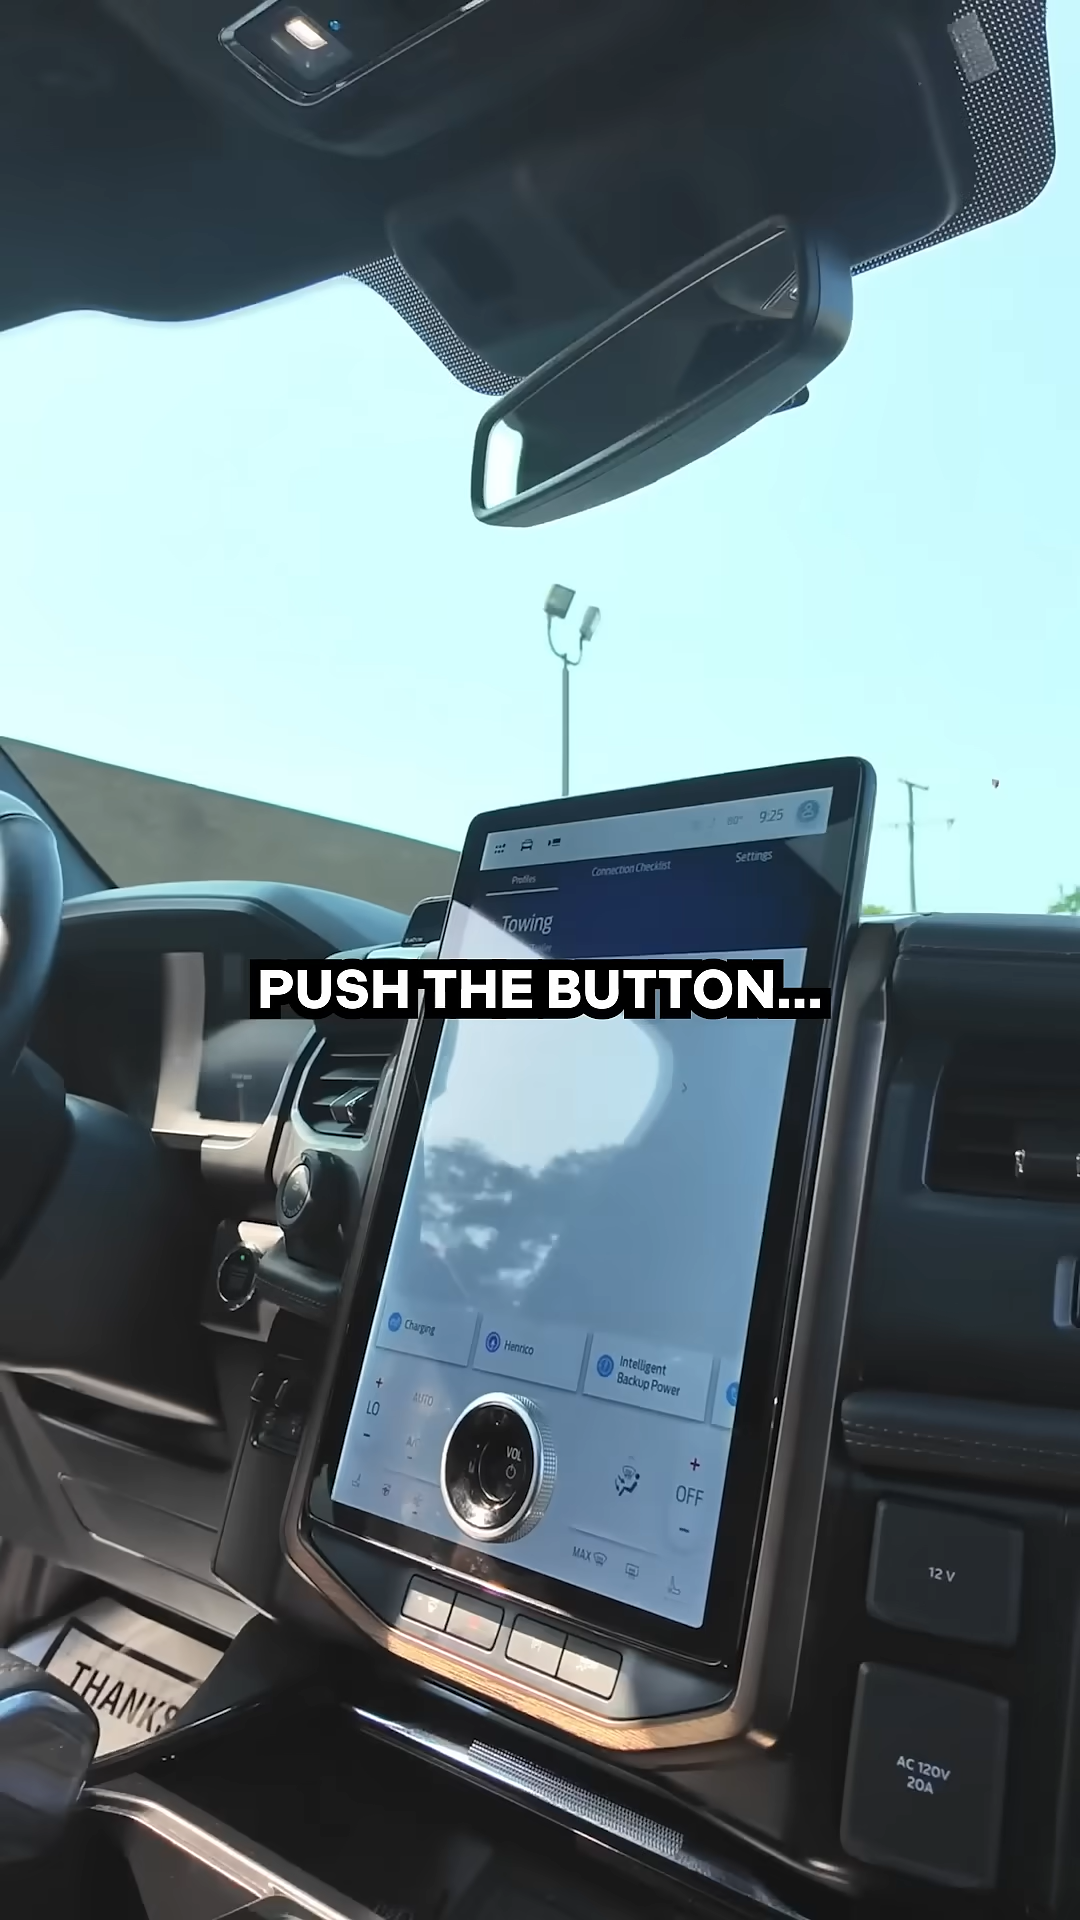 80°
9:25
Profiles
Connection Checklist
Settings
Towing
PUSH THE BUTTON...
Charging
Henrico
Intelligent
Backup Power
+
LO
-
AUTO
A/C
VOL
+
OFF
-
MAX
12 V
AC 120V
20A
THANKS